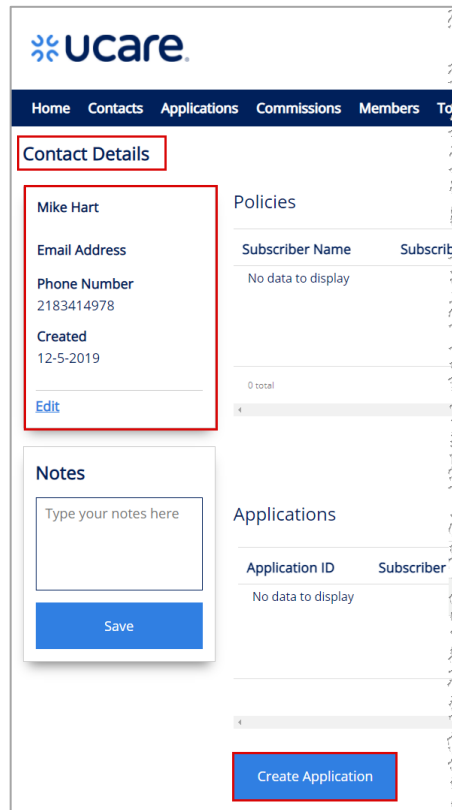 ucare.
Home Contacts Applications Commissions Members
Contact Details
Mike Hart
Email Address
Phone Number
2183414978
Created
12-5-2019
Edit
Policies
Subscriber Name
No data to display
0 total
Notes
Type your notes here
Save
Applications
Application ID Subscriber
No data to display
Create Application